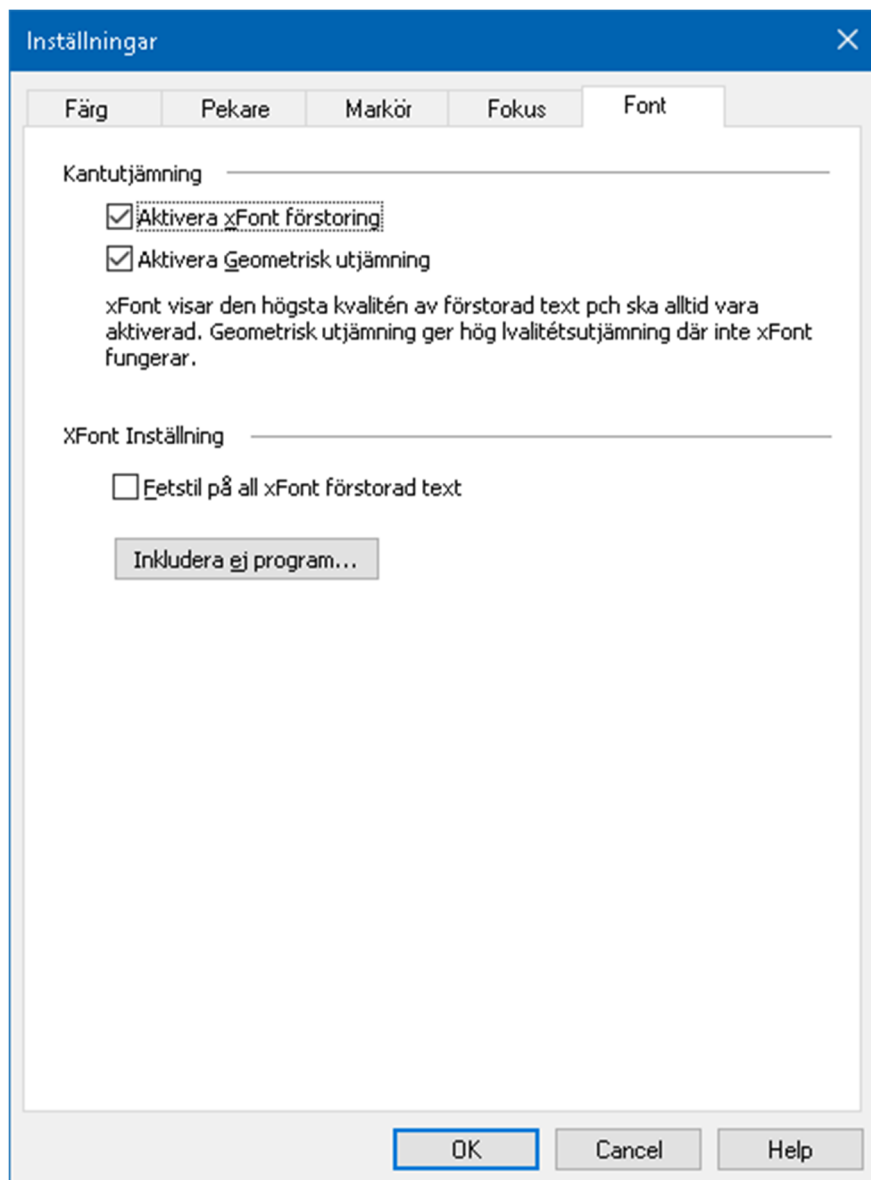 Inställningar
Färg Pekare Markör Fokus Font
Kantutjämning
Aktivera xFont förstoring
Aktivera Geometrisk utjämning
xFont visar den högsta kvalitén av förstorad text pch ska alltid vara
aktiverad. Geometrisk utjämning ger hög lvalitétsutjämning där inte xFont
fungerar.
XFont Inställning
Fetstil på all xFont förstorad text
Inkludera ej program...
OK Cancel Help